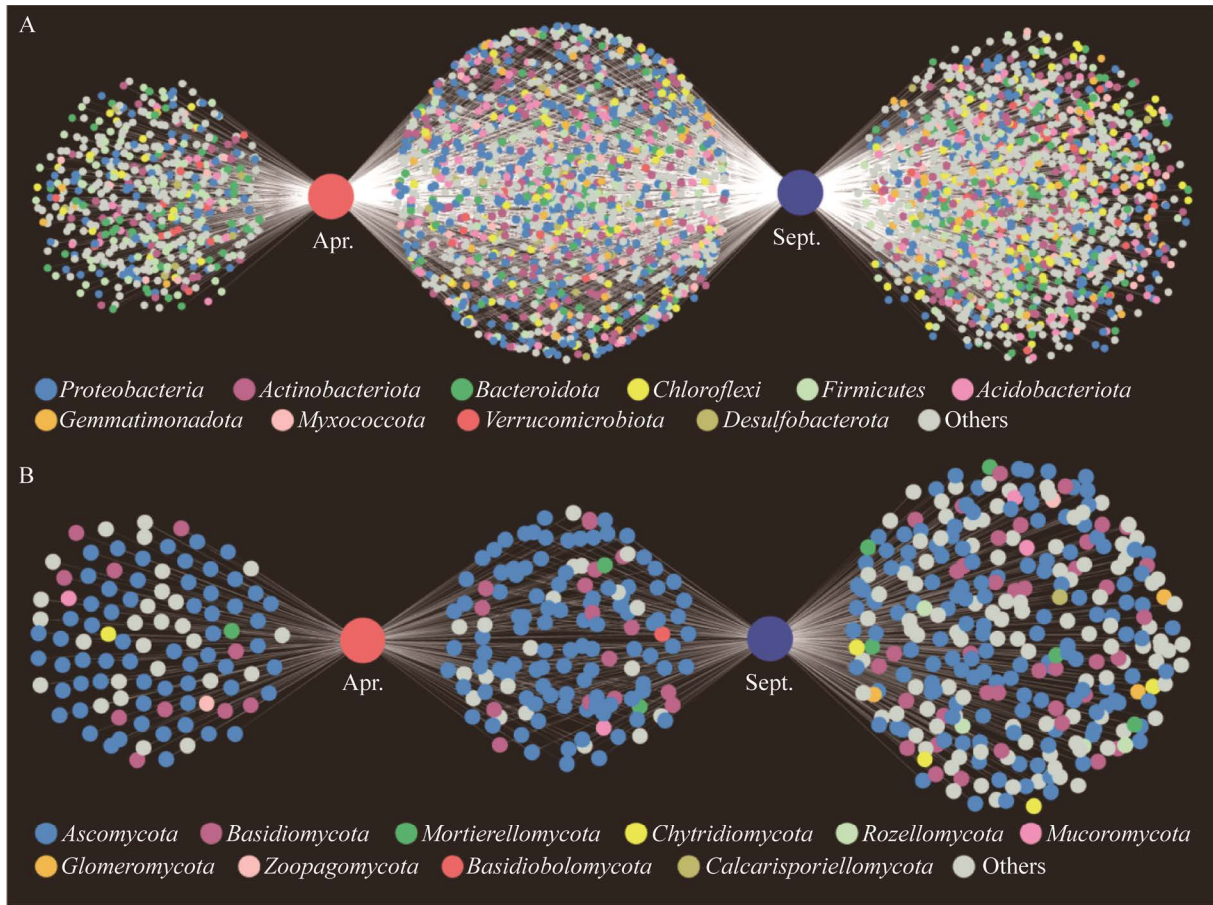 A
Apr.
Sept.
Proteobacteria Actinobacteriota Bacteroidota Chloroflexi Firmicutes Acidobacteriota
Gemmatimonadota Myxococcota Verrucomicrobiota Desulfobacterota Others
B
Apr.
Sept.
Ascomycota Basidiomycota Mortierellomycota Chytridiomycota Rozellomycota Mucoromycota
Glomeromycota Zoopagomycota Basidiobolomycota Calcarisporiellomycota Others